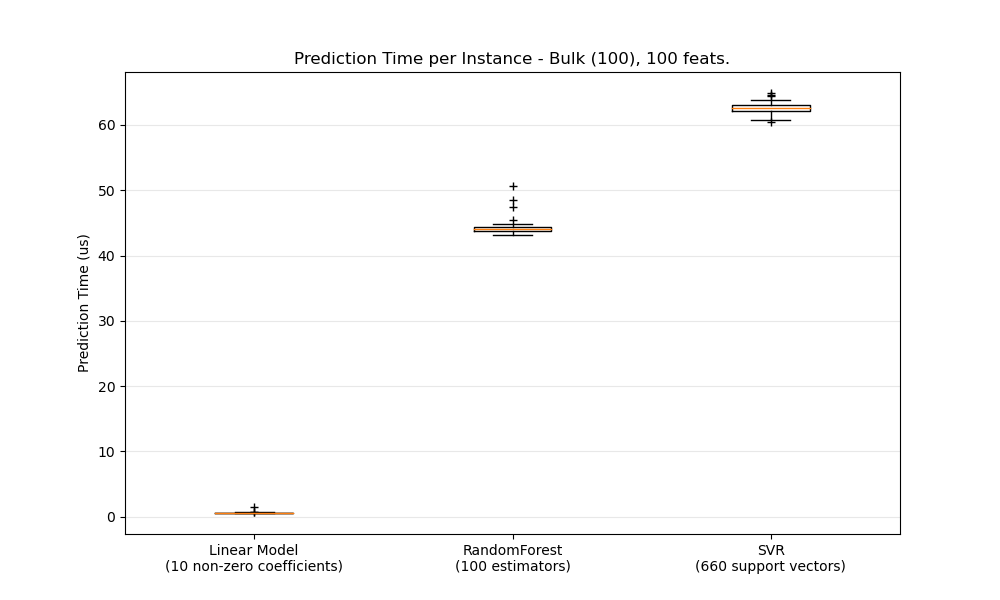 Prediction Time per Instance - Bulk (100), 100 feats.
Prediction Time (us)
60
50
40
30
20
10
0
Linear Model
(10 non-zero coefficients)
RandomForest
(100 estimators)
SVR
(660 support vectors)